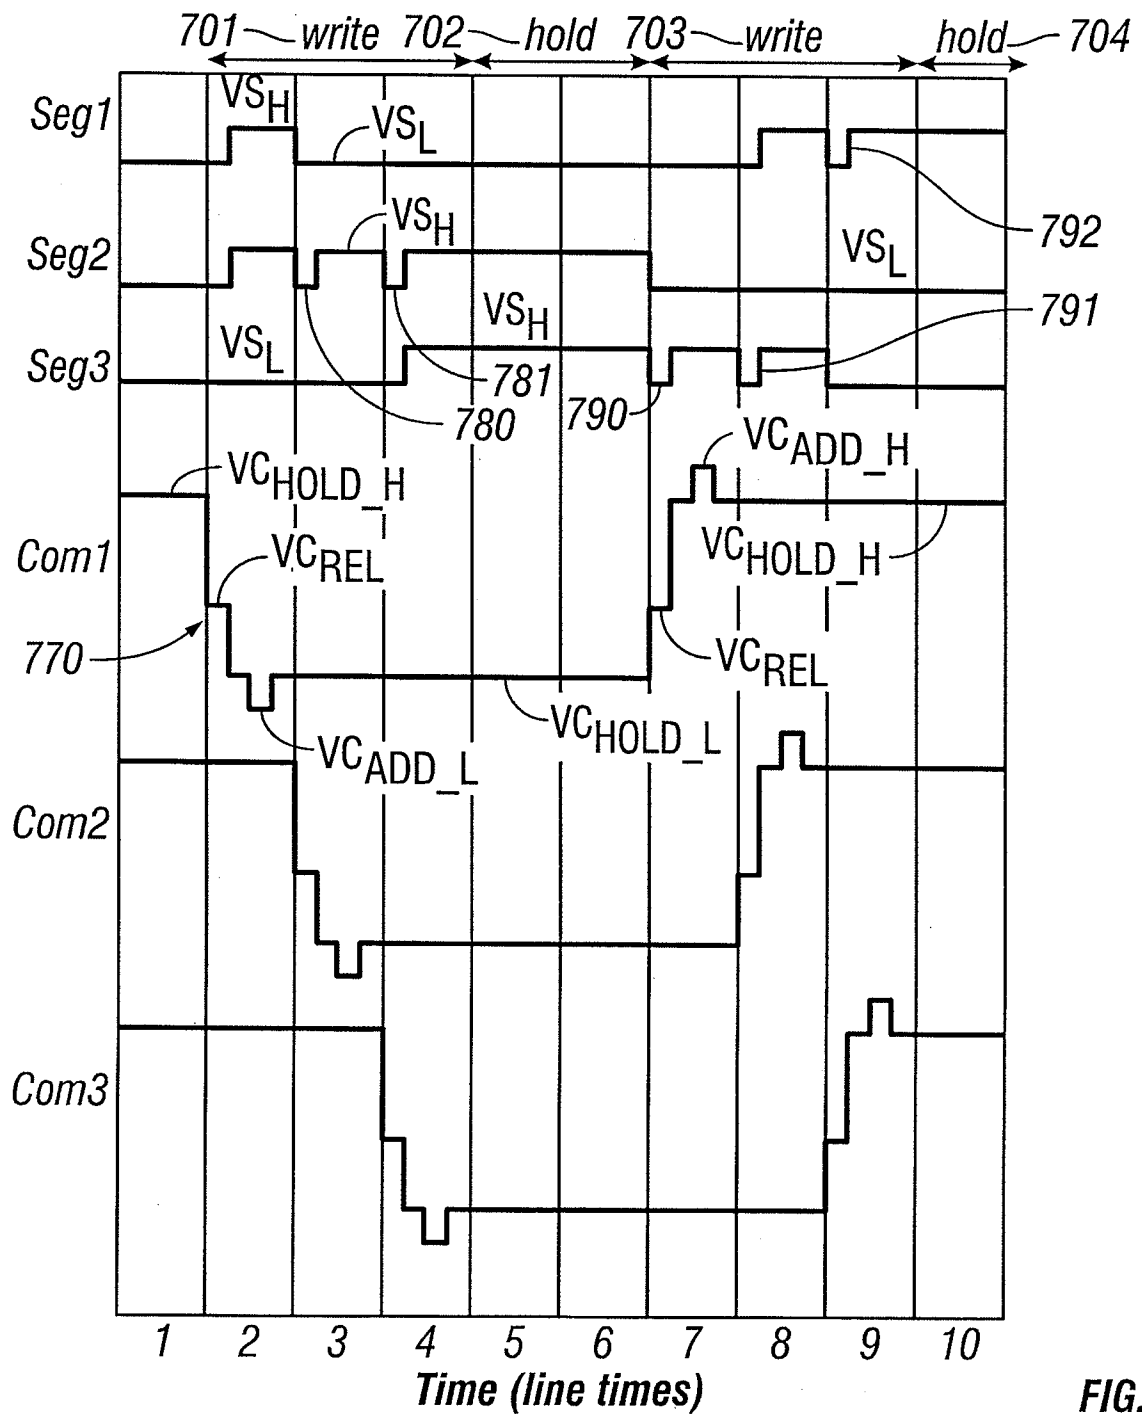 701 write 702 hold 703 write hold 704
VSH
Seg1
VSL
VSH
792
Seg2
VSL
VSH
791
VSL
Seg3
781
780
790
VCADD_H
VCHOLD_H
Com1
VCREL
VCHOLD_H
770
VCREL
VCHOLD_L
VCADD_L
Com2
Com3
1 2 3 4 5 6 7 8 9 10
Time (line times)
FIG.